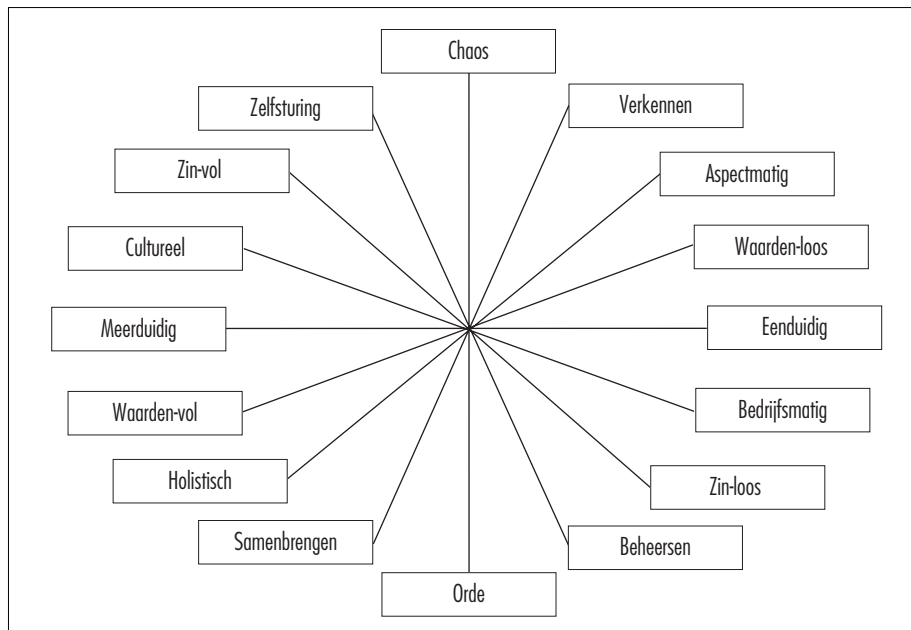 Chaos
Zelfsturing
Verkennen
Zin-vol
Aspectmatig
Cultureel
Waarden-loos
Meerduidig
Eenduidig
Waarden-vol
Bedrijfsmatig
Holistisch
Zin-loos
Samenbrengen
Beheersen
Orde